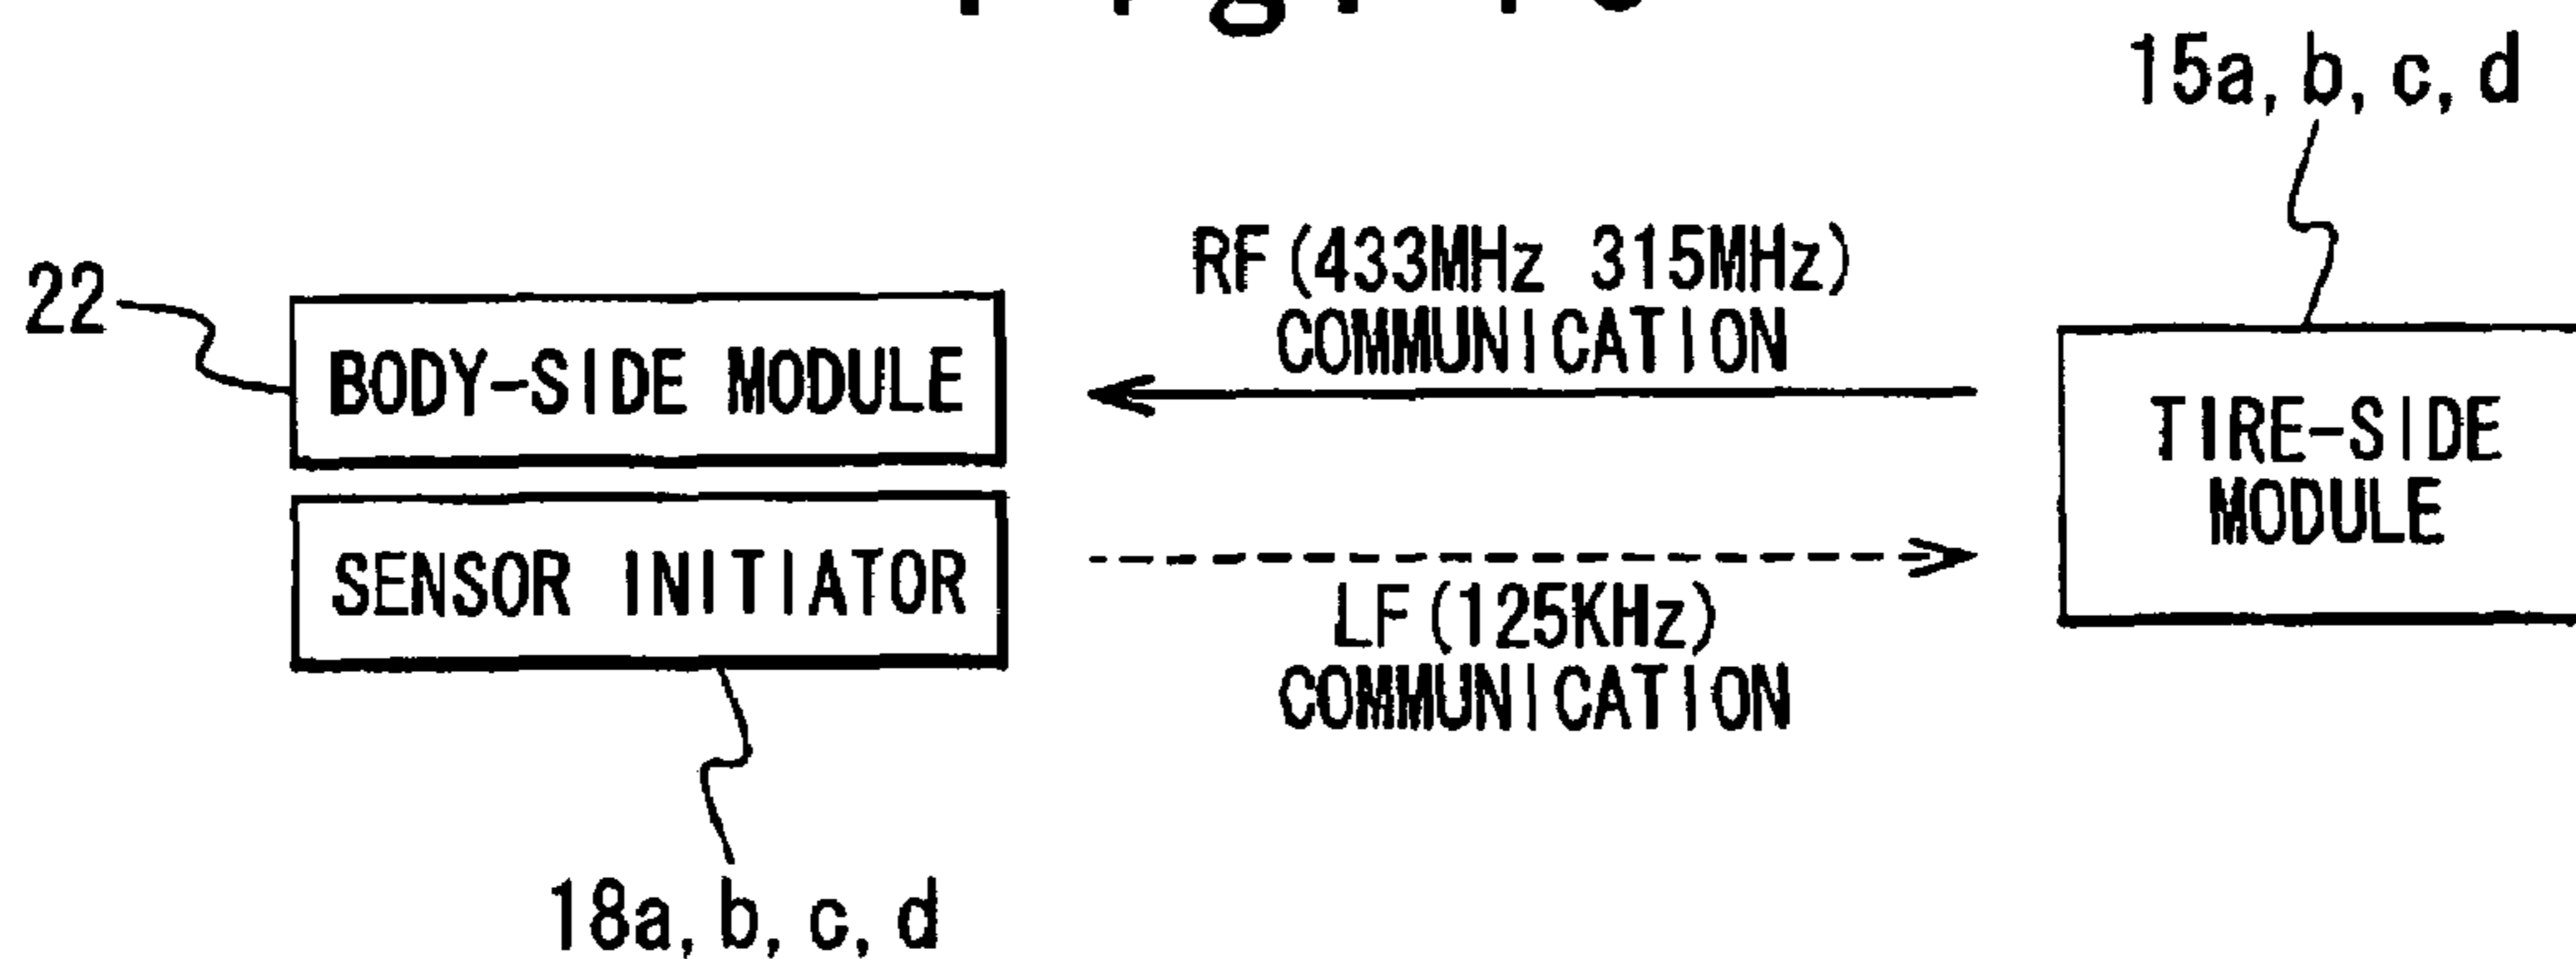 15a, b, c, d
22
RF(433MHz 315MHz)
COMMUNICATION
BODY-SIDE MODULE
TIRE-SIDE
MODULE
SENSOR INITIATOR
LF(125KHz)
COMMUNICATION
18a, b, c, d